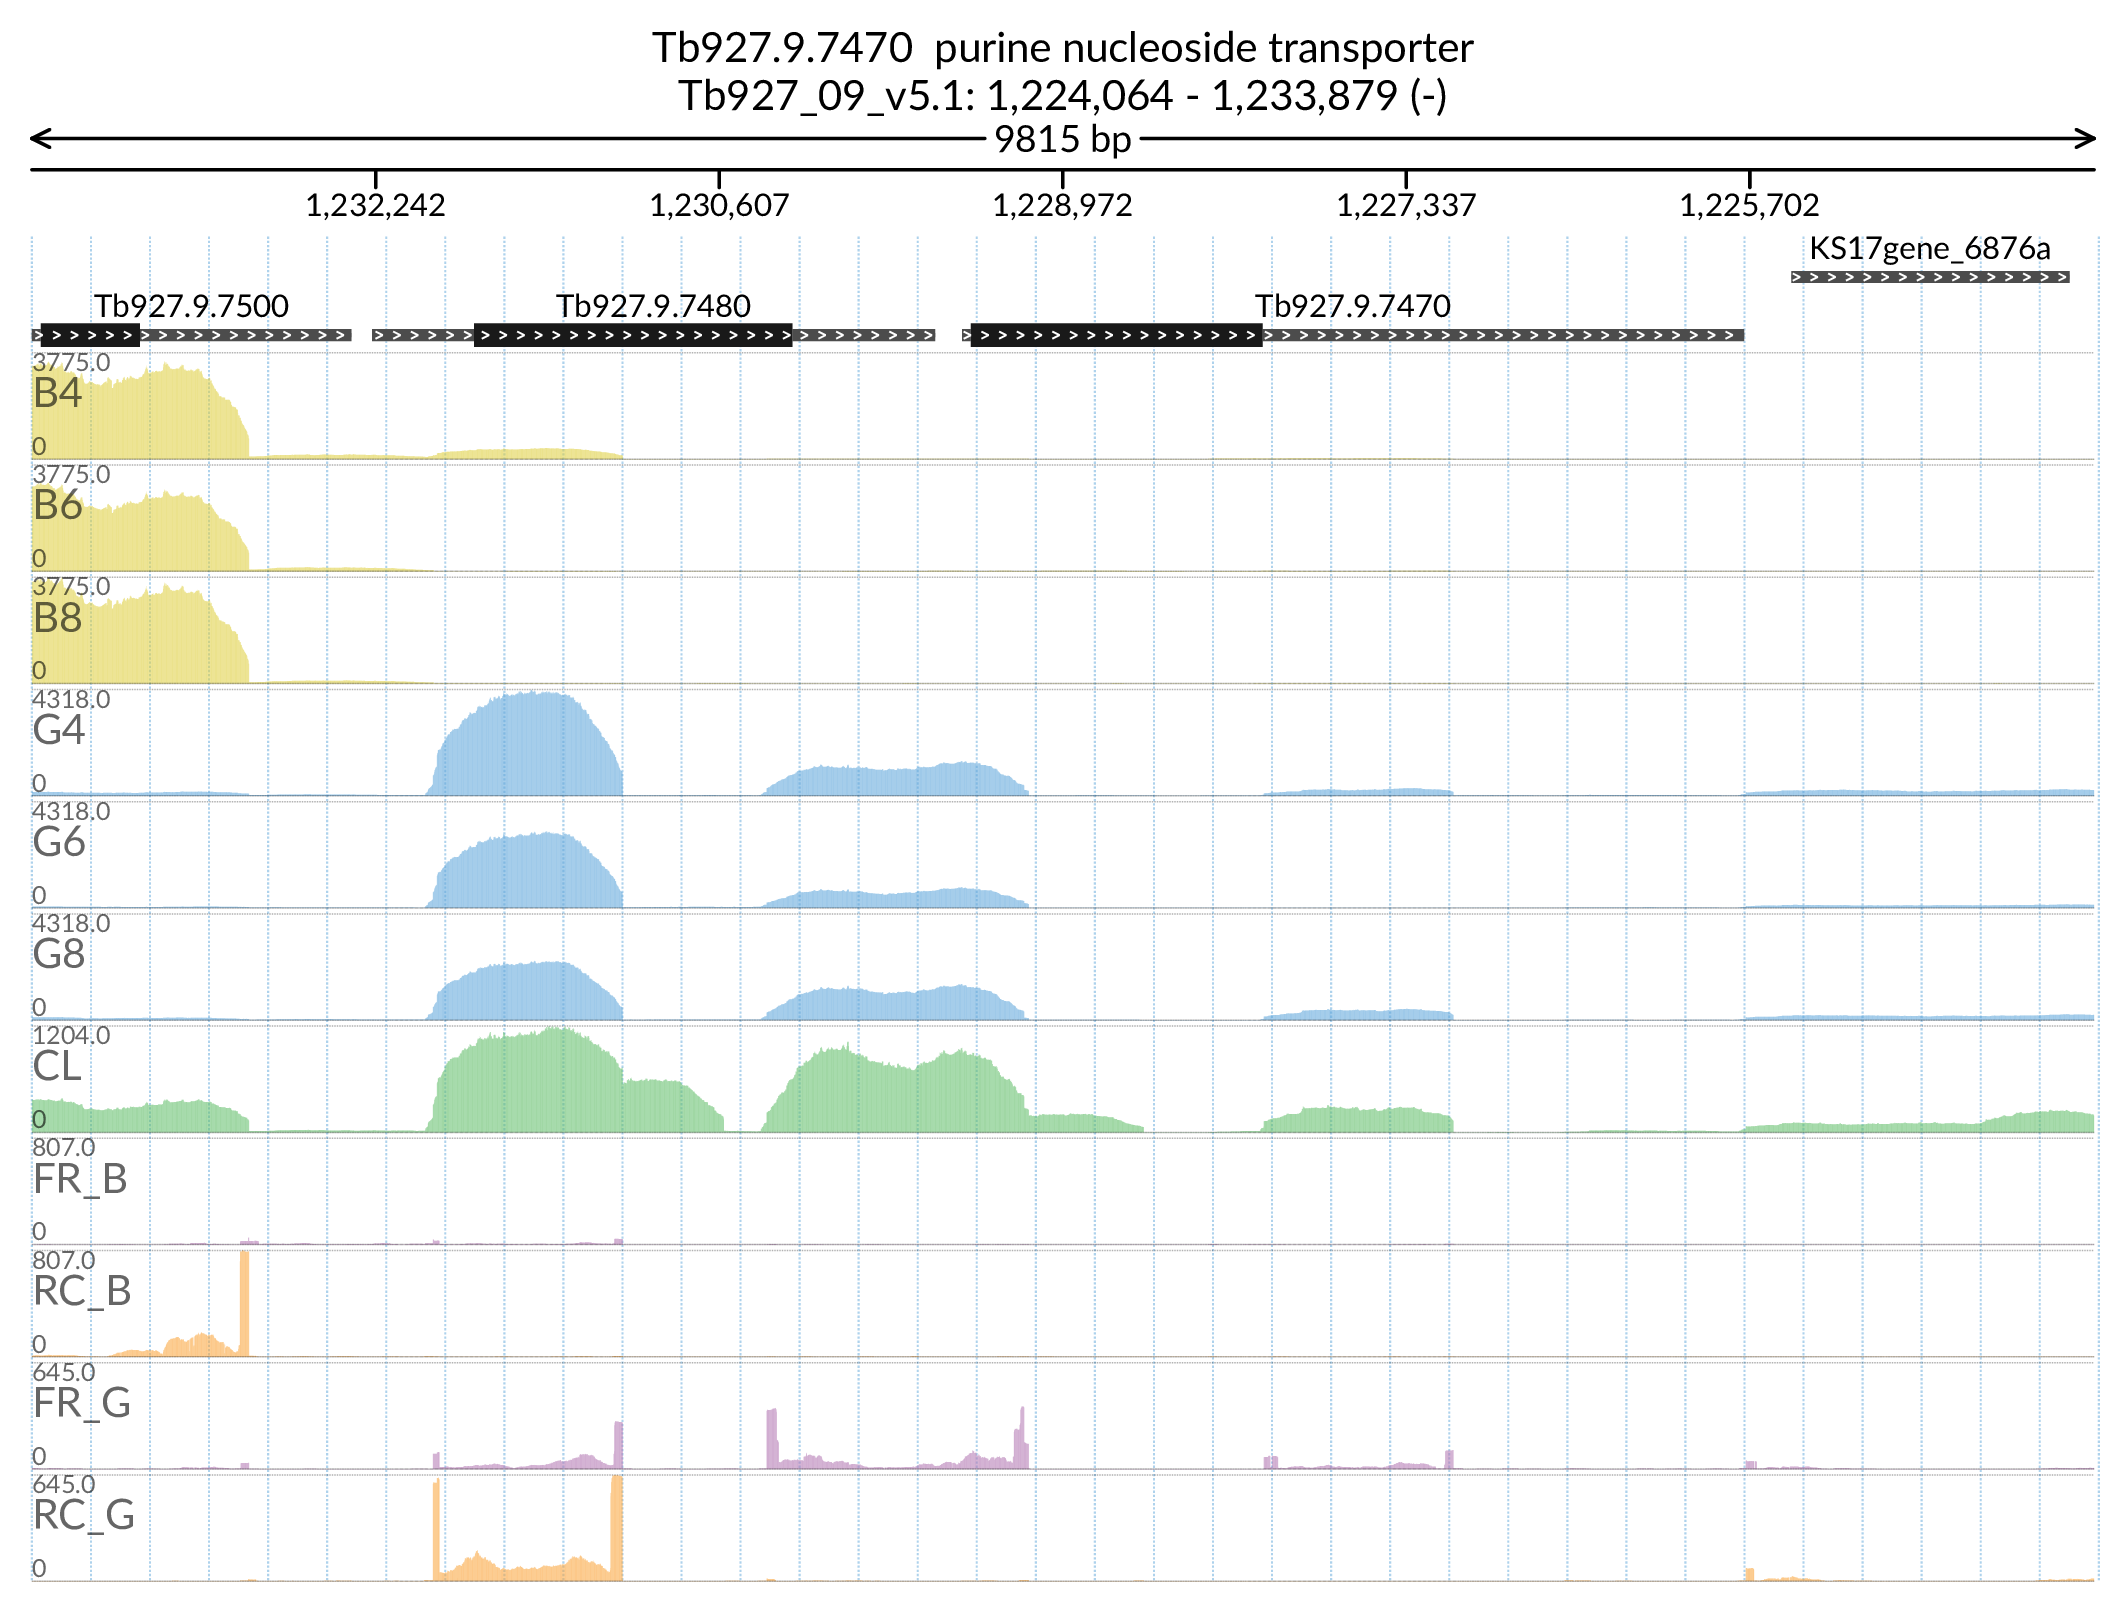 Tb927.9.7470  purine nucleoside transporter
Tb927_09_v5.1: 1,224,064 - 1,233,879 (-)
9815 bp
1,232,242 1,230,607 1,228,972 1,227,337 1,225,702
KS17gene_6876a
Tb927.9.7500 Tb927.9.7480 Tb927.9.7470
3775.0
B4
0
3775.0
B6
0
3775.0
B8
0
4318.0
G4
0
4318.0
G6
0
4318.0
G8
0
1204.0
CL
0
807.0
FR_B
0
807.0
RC_B
0
645.0
FR_G
0
645.0
RC_G
0